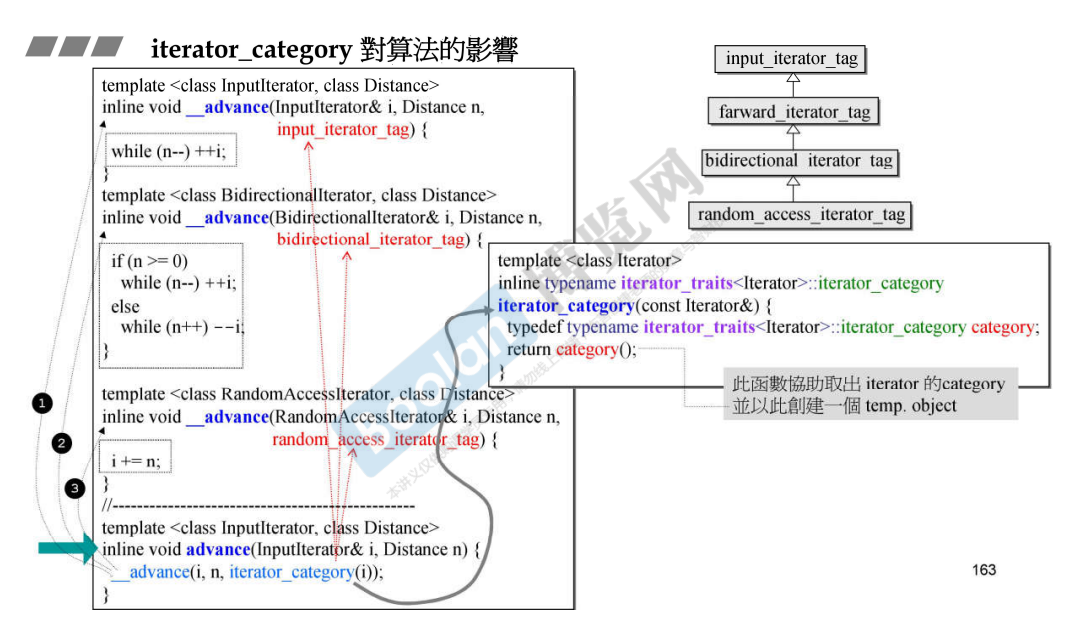 iterator_category 對算法的影響
template <class InputIterator, class Distance>
inline void __advance(InputIterator& i, Distance n,
input_iterator_tag) {
while (n--) ++i;
}
template <class BidirectionalIterator, class Distance>
inline void __advance(BidirectionalIterator& i, Distance n,
bidirectional_iterator_tag) {
if (n >= 0)
while (n--) ++i;
else
while (n++) --i;
}
template <class RandomAccessIterator, class Distance>
inline void __advance(RandomAccessIterator& i, Distance n,
random_access_iterator_tag) {
i += n;
}
//--------------------------------------------------
template <class InputIterator, class Distance>
inline void advance(InputIterator& i, Distance n) {
__advance(i, n, iterator_category(i));
}
1
2
3
input_iterator_tag
farward_iterator_tag
bidirectional_iterator_tag
random_access_iterator_tag
template <class Iterator>
inline typename iterator_traits<Iterator>::iterator_category
iterator_category(const Iterator&) {
typedef typename iterator_traits<Iterator>::iterator_category category;
return category();
}
此函數協助取出 iterator 的category
並以此創建一個 temp. object
boolan
博览网
163